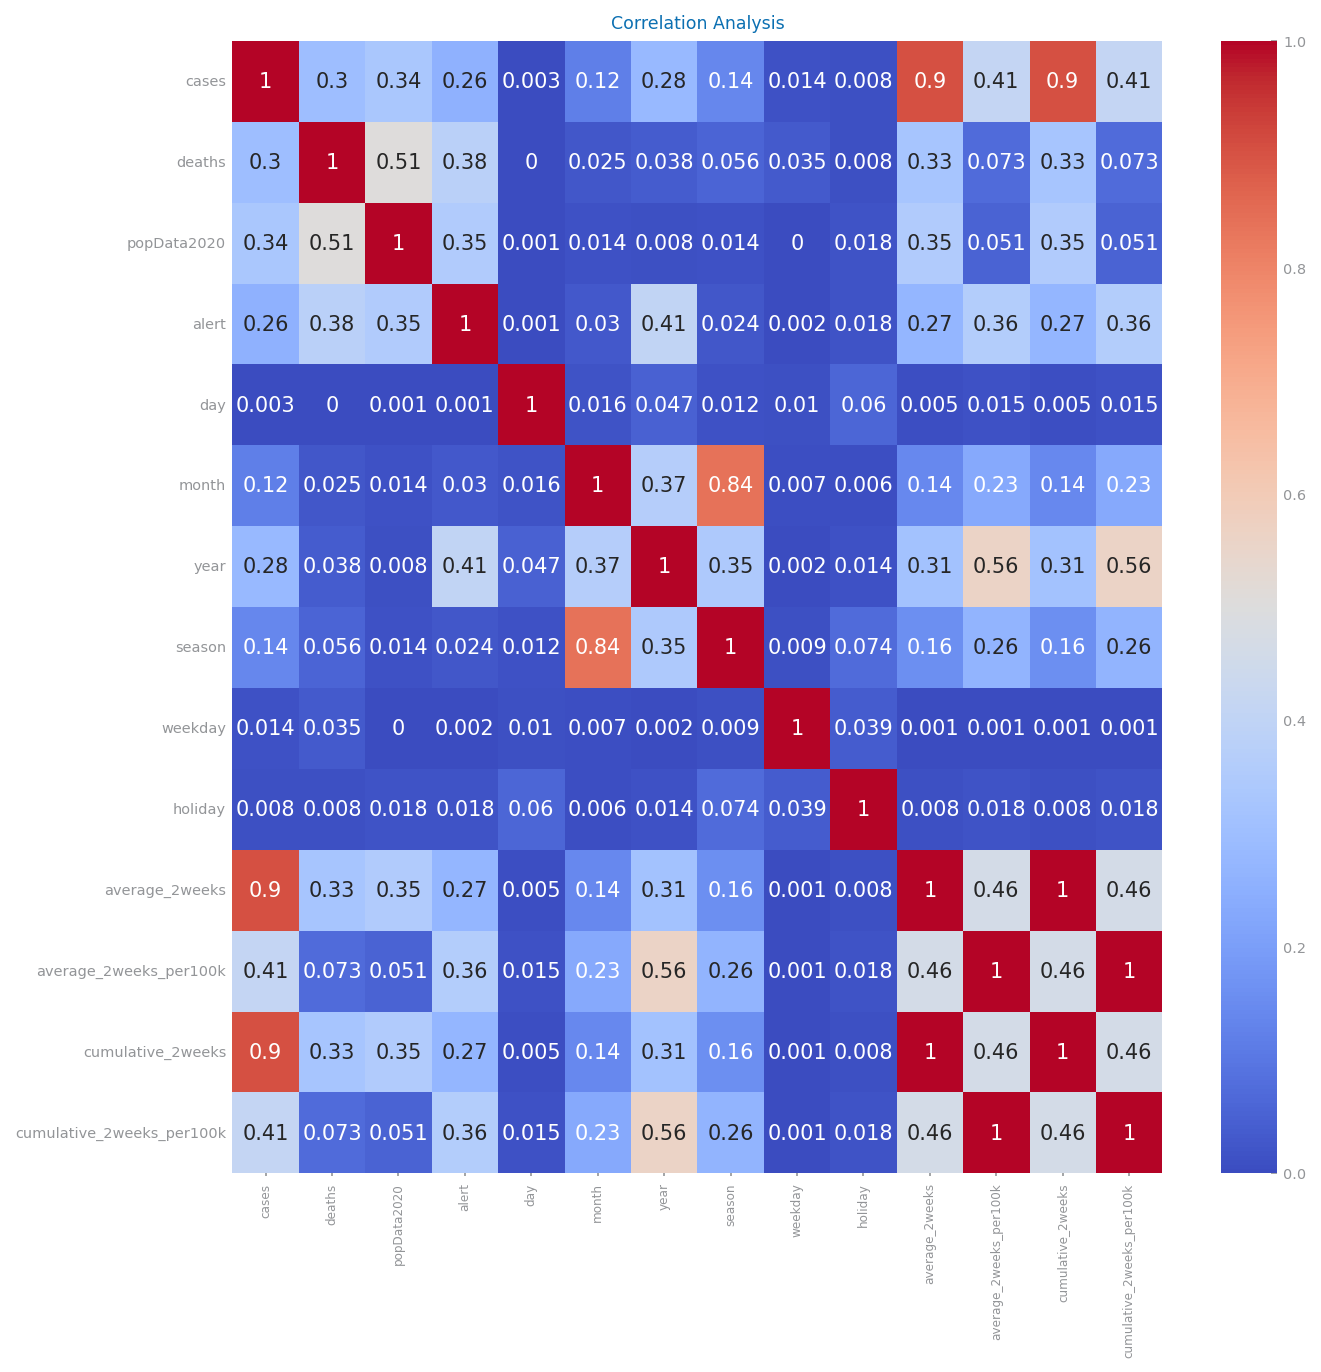 Correlation Analysis
cases 1 0.3 0.34 0.26 0.003 0.12 0.28 0.14 0.014 0.008 0.9 0.41 0.9 0.41
deaths 0.3 1 0.51 0.38 0 0.025 0.038 0.056 0.035 0.008 0.33 0.073 0.33 0.073
popData2020 0.34 0.51 1 0.35 0.001 0.014 0.008 0.014 0 0.018 0.35 0.051 0.35 0.051
alert 0.26 0.38 0.35 1 0.001 0.03 0.41 0.024 0.002 0.018 0.27 0.36 0.27 0.36
day 0.003 0 0.001 0.001 1 0.016 0.047 0.012 0.01 0.06 0.005 0.015 0.005 0.015
month 0.12 0.025 0.014 0.03 0.016 1 0.37 0.84 0.007 0.006 0.14 0.23 0.14 0.23
year 0.28 0.038 0.008 0.41 0.047 0.37 1 0.35 0.002 0.014 0.31 0.56 0.31 0.56
season 0.14 0.056 0.014 0.024 0.012 0.84 0.35 1 0.009 0.074 0.16 0.26 0.16 0.26
weekday 0.014 0.035 0 0.002 0.01 0.007 0.002 0.009 1 0.039 0.001 0.001 0.001 0.001
holiday 0.008 0.008 0.018 0.018 0.06 0.006 0.014 0.074 0.039 1 0.008 0.018 0.008 0.018
average_2weeks 0.9 0.33 0.35 0.27 0.005 0.14 0.31 0.16 0.001 0.008 1 0.46 1 0.46
average_2weeks_per100k 0.41 0.073 0.051 0.36 0.015 0.23 0.56 0.26 0.001 0.018 0.46 1 0.46 1
cumulative_2weeks 0.9 0.33 0.35 0.27 0.005 0.14 0.31 0.16 0.001 0.008 1 0.46 1 0.46
cumulative_2weeks_per100k 0.41 0.073 0.051 0.36 0.015 0.23 0.56 0.26 0.001 0.018 0.46 1 0.46 1
cases
deaths
popData2020
alert
day
month
year
season
weekday
holiday
average_2weeks
average_2weeks_per100k
cumulative_2weeks
cumulative_2weeks_per100k
1.0
0.8
0.6
0.4
0.2
0.0